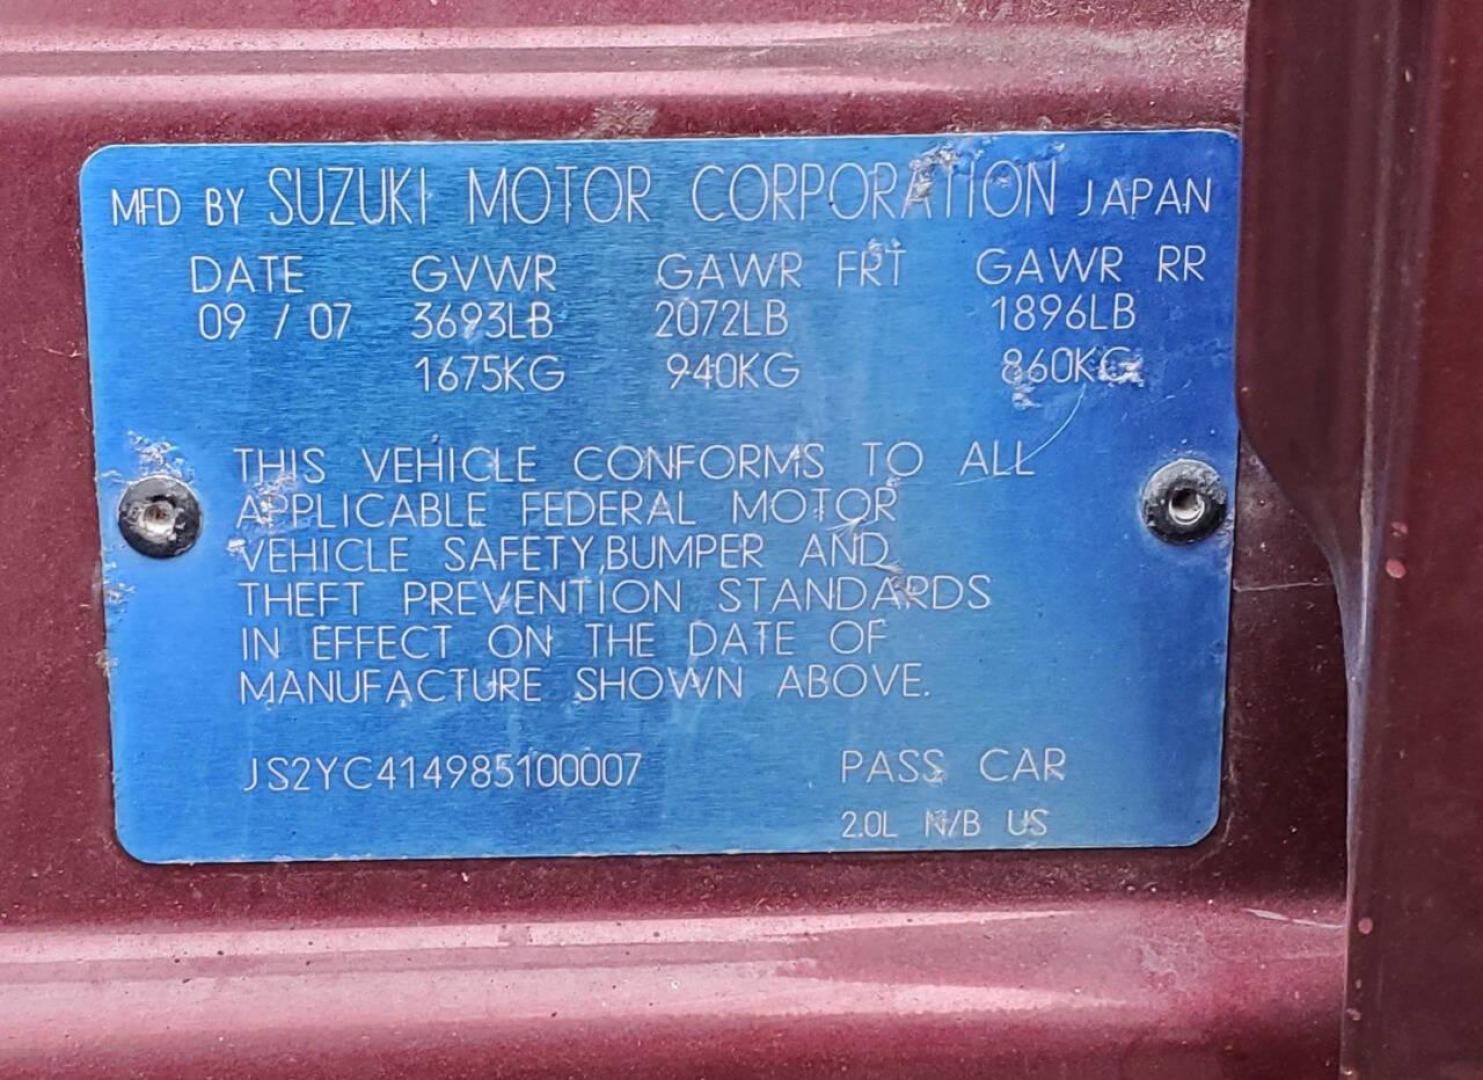 MFD BY SUZUKI MOTOR CORPORATION JAPAN
DATE GVWR GAWR FRT GAWR RR
09 / 07 3693LB 2072LB 1896LB
1675KG 940KG 860KG
THIS VEHICLE CONFORMS TO ALL
APPLICABLE FEDERAL MOTOR
VEHICLE SAFETY,BUMPER AND
THEFT PREVENTION STANDARDS
IN EFFECT ON THE DATE OF
MANUFACTURE SHOWN ABOVE.
JS2YC414985100007 PASS CAR
2.0L N/B US